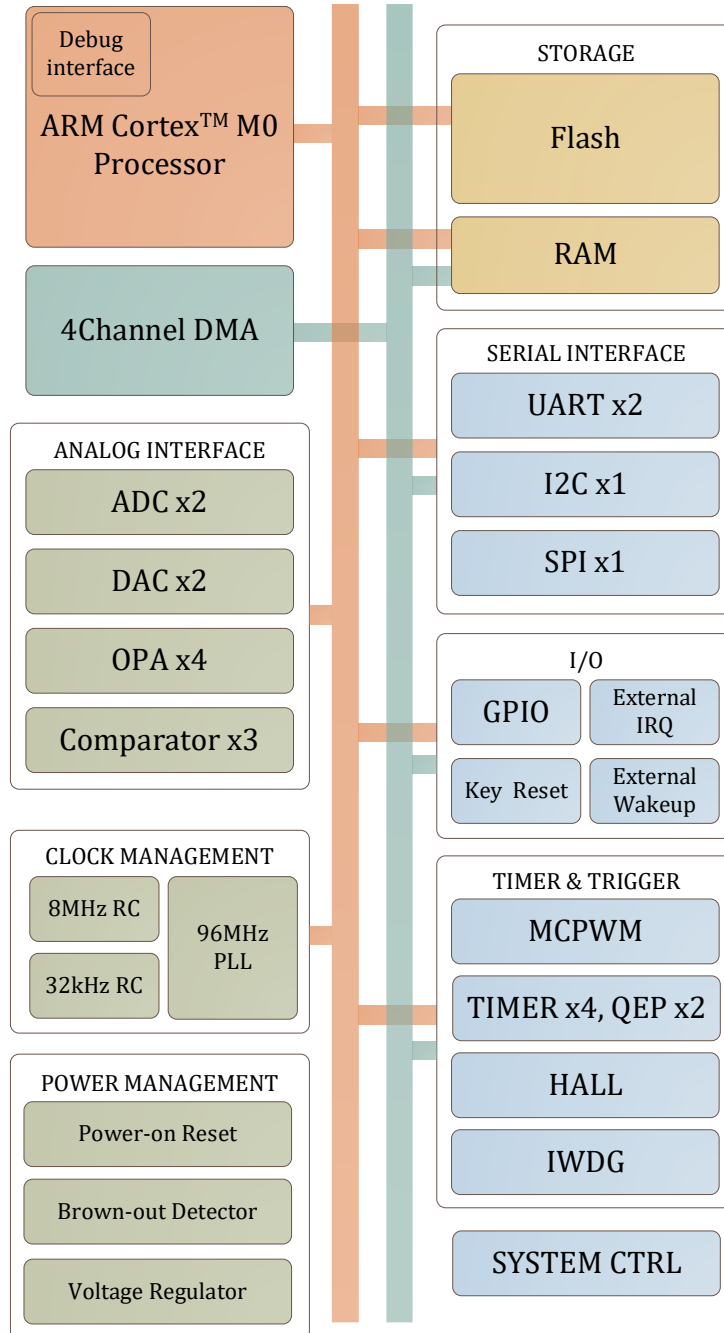 Debug
interface
ARM Cortex™ M0
Processor
4Channel DMA
ANALOG INTERFACE
ADC x2
DAC x2
OPA x4
Comparator x3
CLOCK MANAGEMENT
8MHz RC
32kHz RC
96MHz
PLL
POWER MANAGEMENT
Power-on Reset
Brown-out Detector
Voltage Regulator
STORAGE
Flash
RAM
SERIAL INTERFACE
UART x2
I2C x1
SPI x1
I/O
GPIO
External
IRQ
Key Reset
External
Wakeup
TIMER & TRIGGER
MCPWM
TIMER x4, QEP x2
HALL
IWDG
SYSTEM CTRL